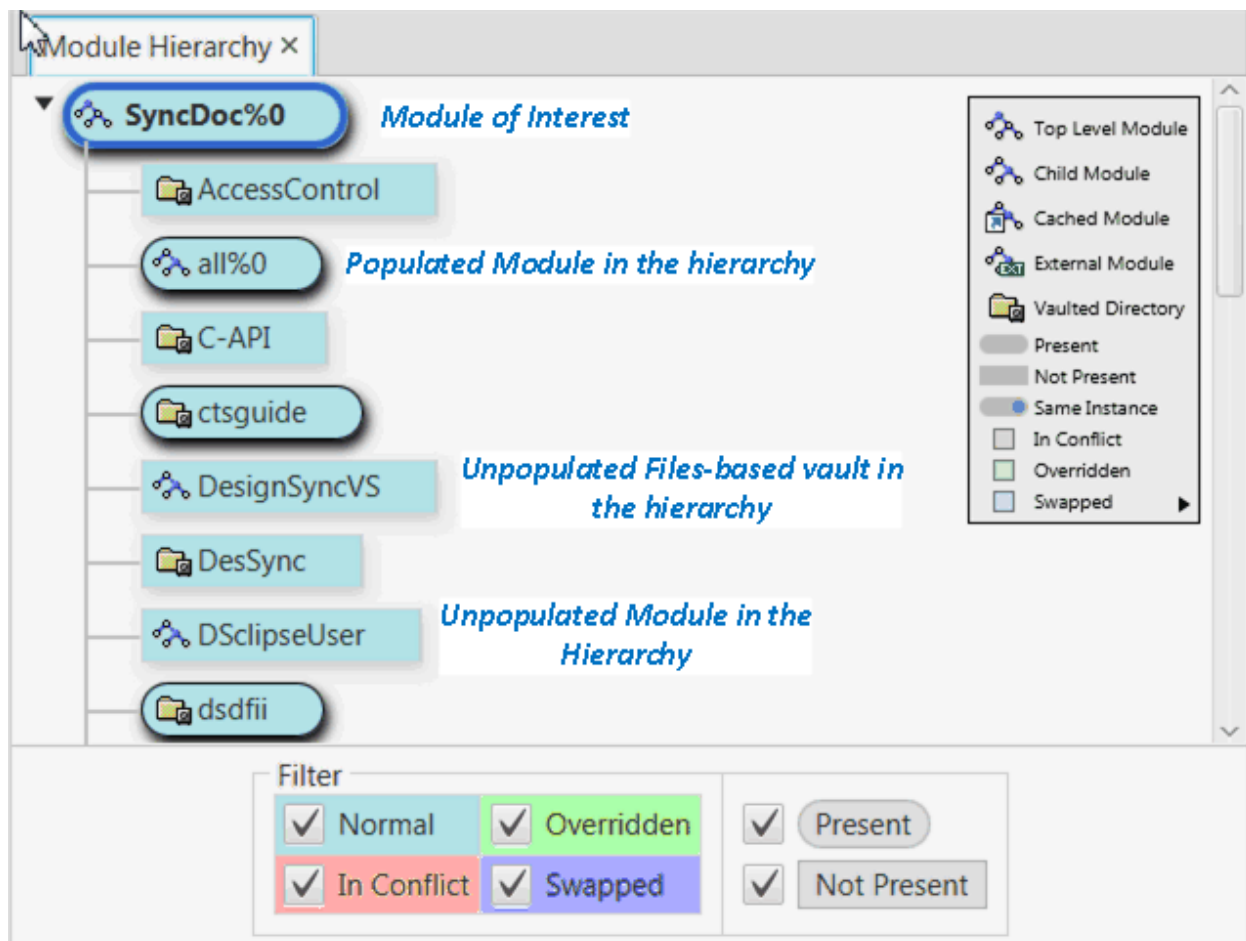 Module Hierarchy ×
SyncDoc%0
Module of Interest
AccessControl
all%0
Populated Module in the hierarchy
C-API
ctsguide
DesignSyncVS
Unpopulated Files-based vault in
the hierarchy
DesSync
DSclipseUser
Unpopulated Module in the
Hierarchy
dsdfii
Top Level Module
Child Module
Cached Module
EXT
External Module
Vaulted Directory
Present
Not Present
Same Instance
In Conflict
Overridden
Swapped
Filter
Normal
Overridden
Present
In Conflict
Swapped
Not Present